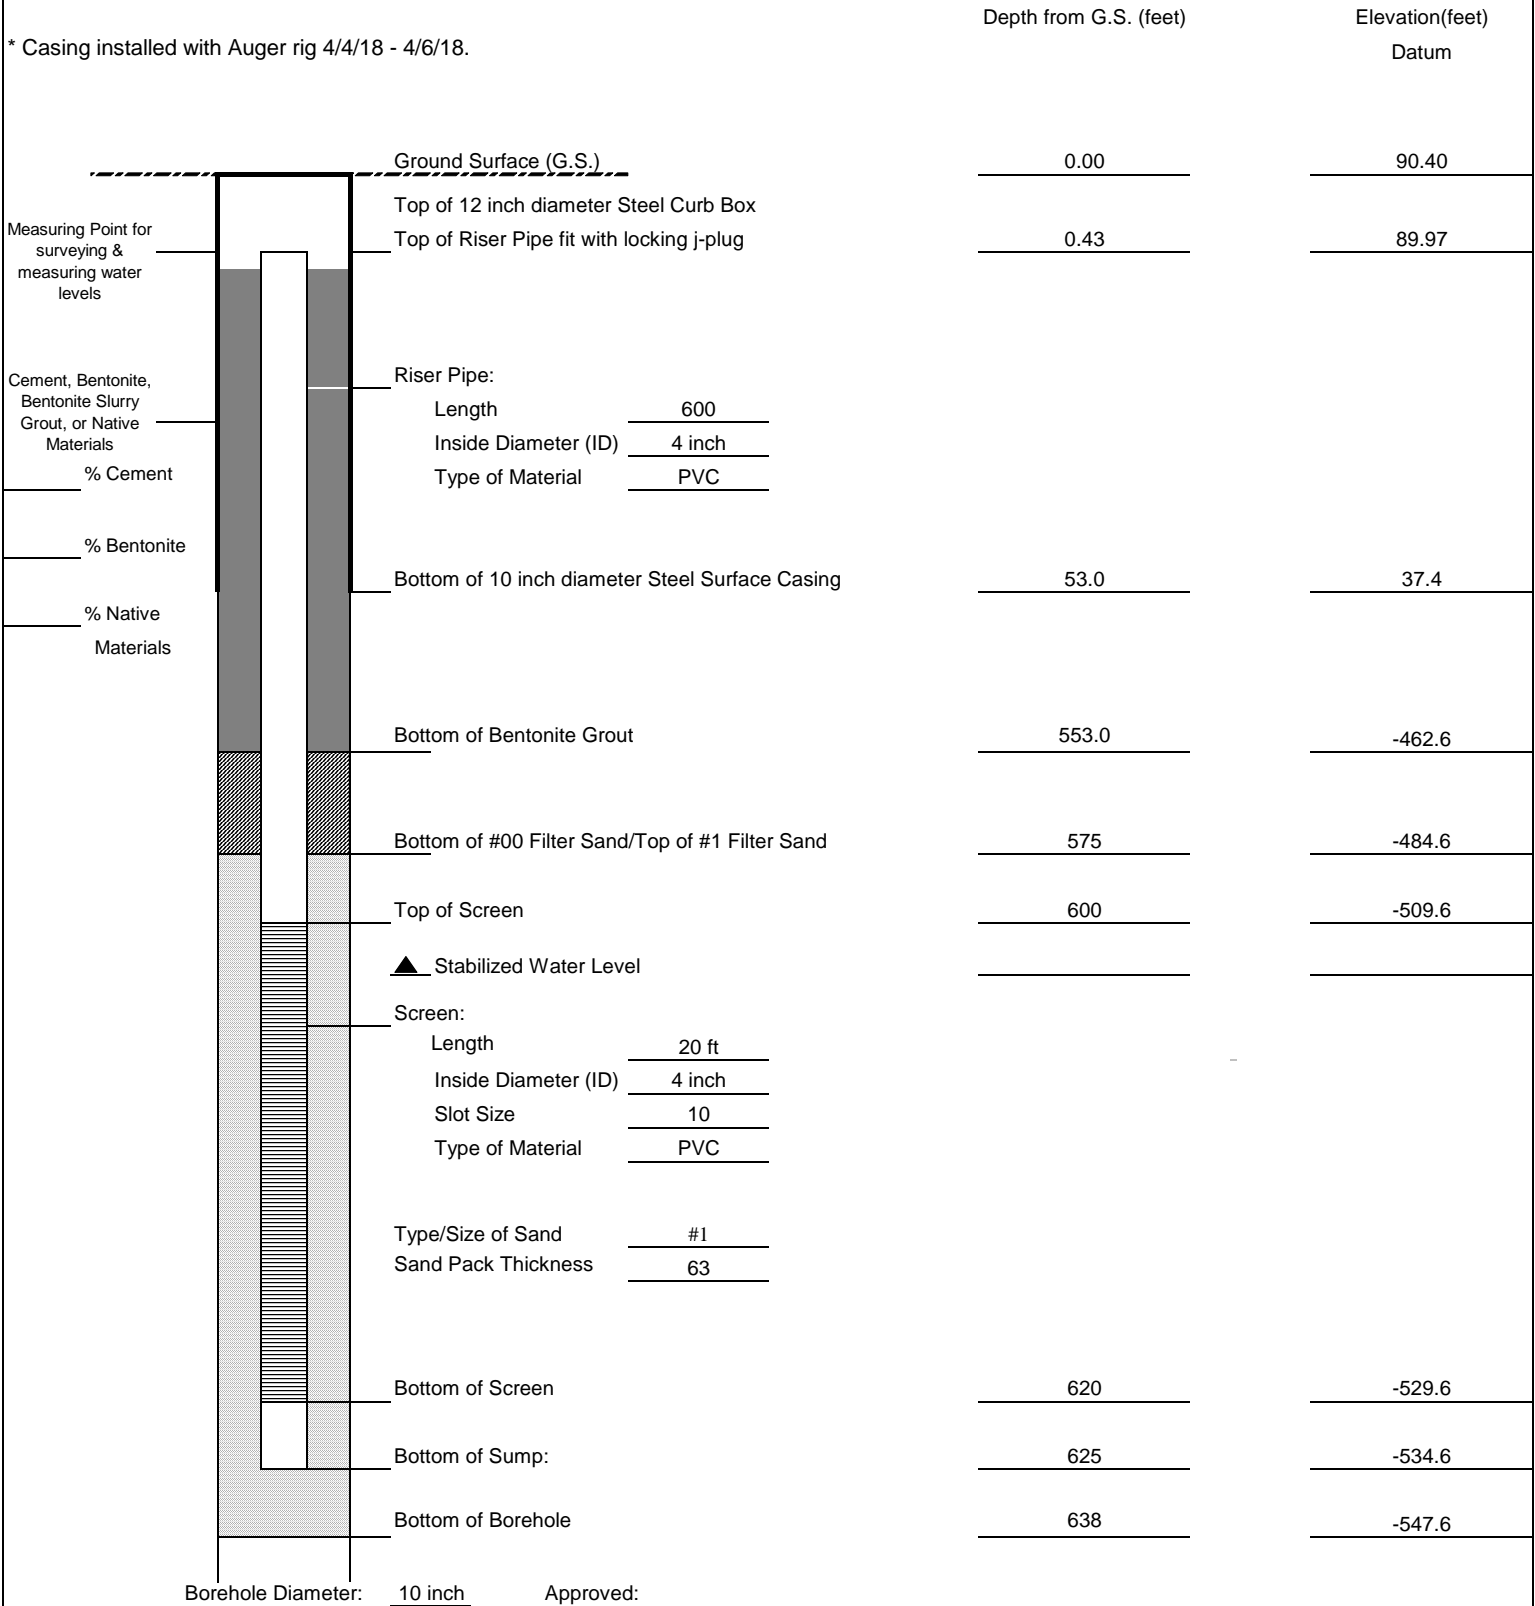 Depth from G.S. (feet) Elevation(feet)
* Casing installed with Auger rig 4/4/18 - 4/6/18. Datum
Ground Surface (G.S.) 0.00 90.40
Top of 12 inch diameter Steel Curb Box
Measuring Point for
surveying &
measuring water
levels
Top of Riser Pipe fit with locking j-plug 0.43 89.97
Cement, Bentonite,
Bentonite Slurry
Grout, or Native
Materials
Riser Pipe:
Length 600
Inside Diameter (ID) 4 inch
% Cement
Type of Material PVC
% Bentonite
Bottom of 10 inch diameter Steel Surface Casing 53.0 37.4
% Native
Materials
Bottom of Bentonite Grout 553.0 -462.6
Bottom of #00 Filter Sand/Top of #1 Filter Sand 575 -484.6
Top of Screen 600 -509.6
Stabilized Water Level
Screen:
Length 20 ft
Inside Diameter (ID) 4 inch
Slot Size 10
Type of Material PVC
Type/Size of Sand #1
Sand Pack Thickness 63
Bottom of Screen 620 -529.6
Bottom of Sump: 625 -534.6
Bottom of Borehole 638 -547.6
Borehole Diameter: 10 inch Approved: